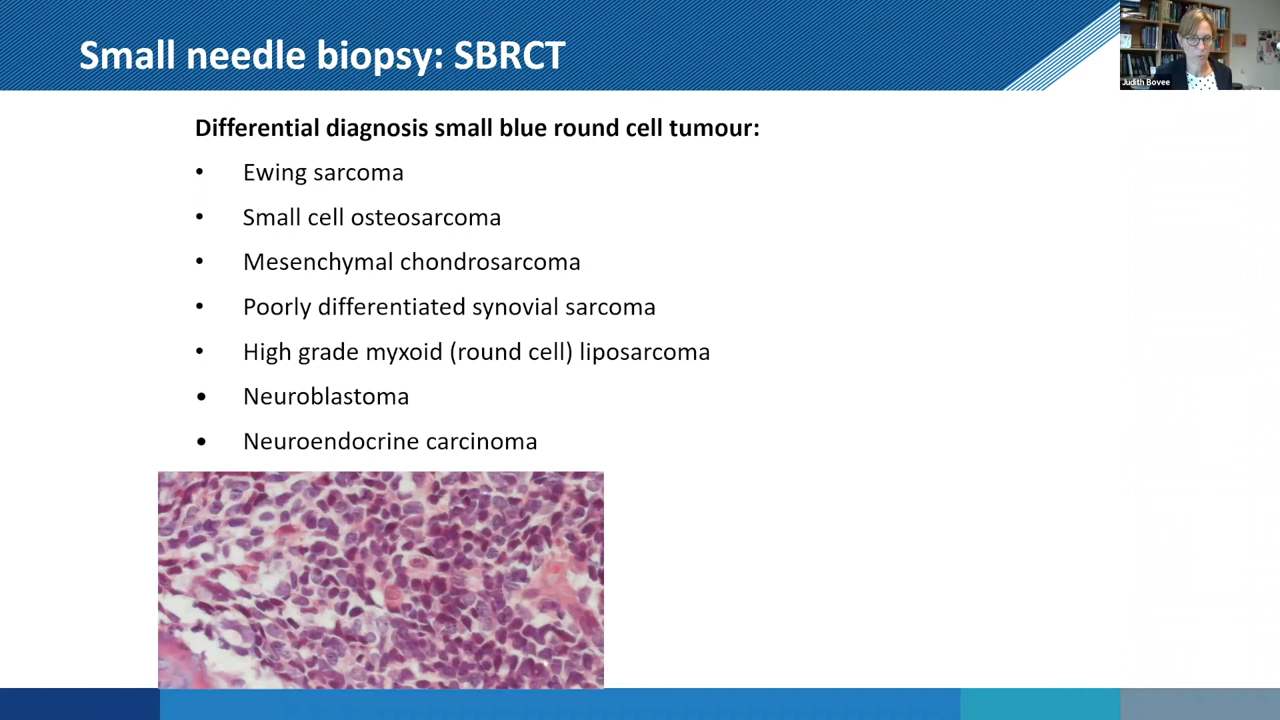 Small needle biopsy: SBRCT
Judith Bovee
Differential diagnosis small blue round cell tumour:
• Ewing sarcoma
• Small cell osteosarcoma
• Mesenchymal chondrosarcoma
• Poorly differentiated synovial sarcoma
• High grade myxoid (round cell) liposarcoma
• Neuroblastoma
• Neuroendocrine carcinoma